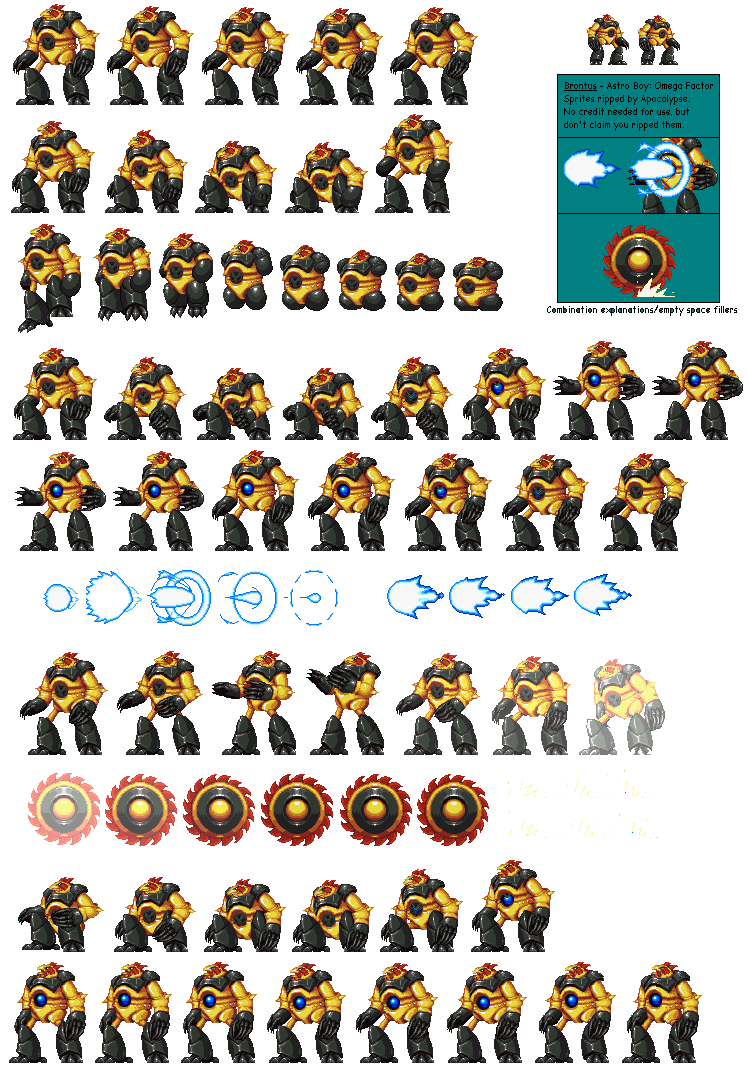 Brontus - Astro Boy: Omega Factor
Sprites ripped by Apocalypse.
No credit needed for use, but
don't claim you ripped them.
Combination explanations/empty space fillers